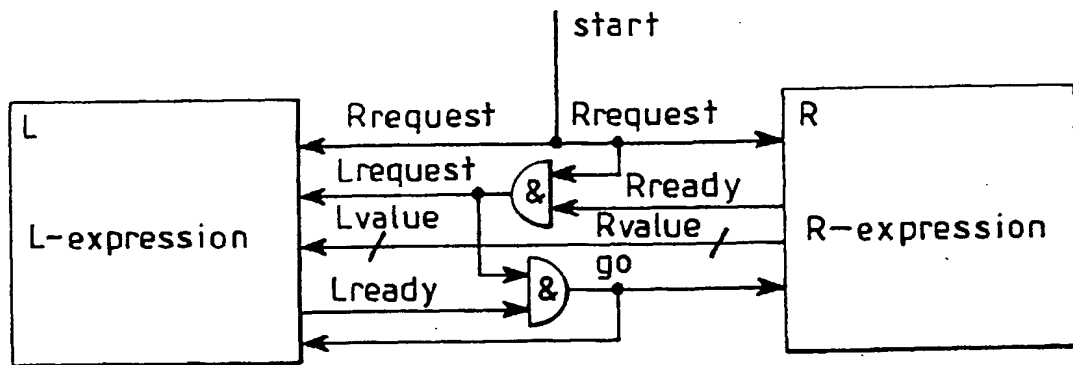 start
L
Rrequest
Rrequest
R
Lrequest
&
Rready
L-expression
Lvalue
Rvalue
R-expression
go
Lready
&